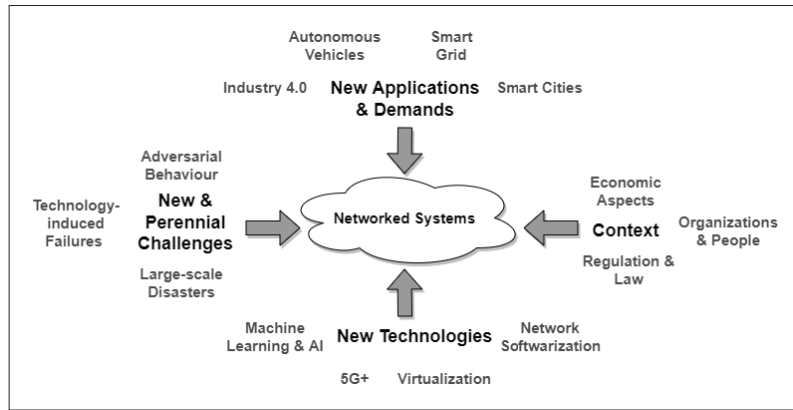 Autonomous
Vehicles
Smart
Grid
Industry 4.0
New Applications
& Demands
Smart Cities
Adversarial
Behaviour
Technology-
induced
Failures
New &
Perennial
Challenges
Large-scale
Disasters
Networked Systems
Economic
Aspects
Context
Organizations
& People
Regulation &
Law
Machine
Learning & AI
New Technologies
Network
Softwarization
5G+
Virtualization